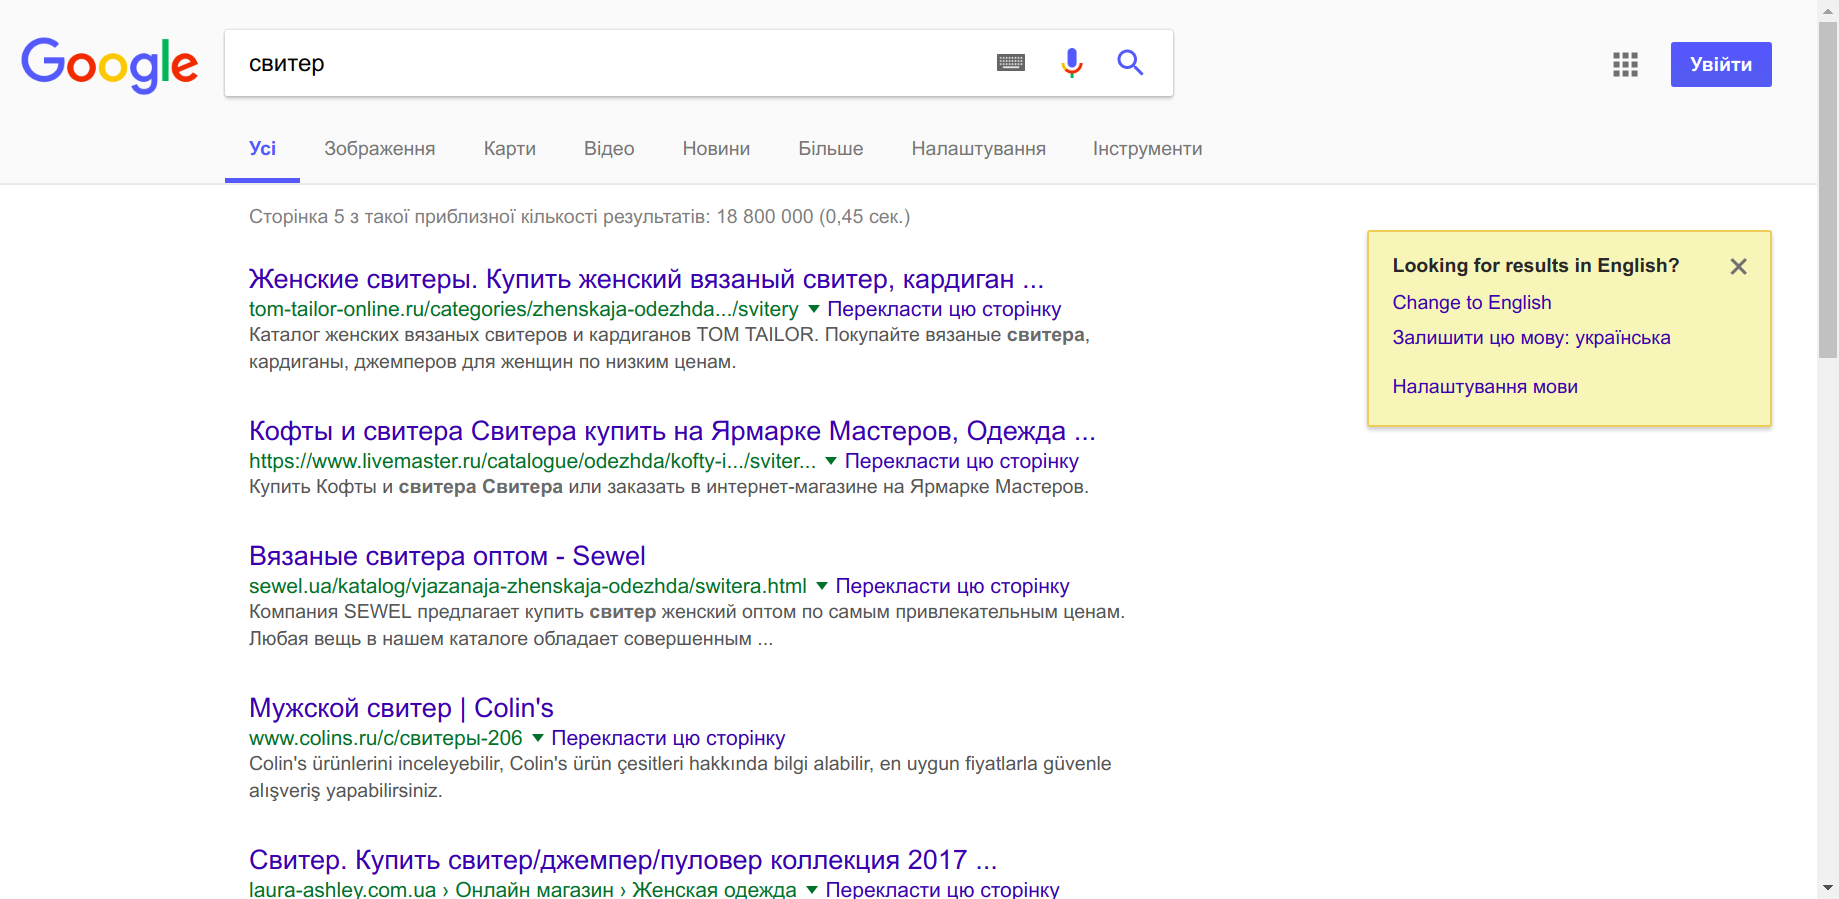 Google
свитер
Увійти
Усі Зображення Карти Відео Новини Більше Налаштування Інструменти
Сторінка 5 з такої приблизної кількості результатів: 18 800 000 (0,45 сек.)
Женские свитеры. Купить женский вязаный свитер, кардиган ...
tom-tailor-online.ru/categories/zhenskaja-odezhda.../svitery ▼ Перекласти цю сторінку
Каталог женских вязаных свитеров и кардиганов TOM TAILOR. Покупайте вязаные свитера,
кардиганы, джемперов для женщин по низким ценам.
Кофты и свитера Свитера купить на Ярмарке Мастеров, Одежда ...
https://www.livemaster.ru/catalogue/odezhda/kofty-i.../sviter... ▼ Перекласти цю сторінку
Купить Кофты и свитера Свитера или заказать в интернет-магазине на Ярмарке Мастеров.
Вязаные свитера оптом - Sewel
sewel.ua/katalog/vjazanaja-zhenskaja-odezhda/switera.html ▼ Перекласти цю сторінку
Компания SEWEL предлагает купить свитер женский оптом по самым привлекательным ценам.
Любая вещь в нашем каталоге обладает совершенным ...
Мужской свитер | Colin's
www.colins.ru/c/свитеры-206 ▼ Перекласти цю сторінку
Colin's ürünlerini inceleyebilir, Colin's ürün çesitleri hakkında bilgi alabilir, en uygun fiyatlarla güvenle
alışveriş yapabilirsiniz.
Свитер. Купить свитер/джемпер/пуловер коллекция 2017 ...
laura-ashley.com.ua › Онлайн магазин › Женская одежда ▼ Перекласти цю сторінку
Looking for results in English?
Change to English
Залишити цю мову: українська
Налаштування мови